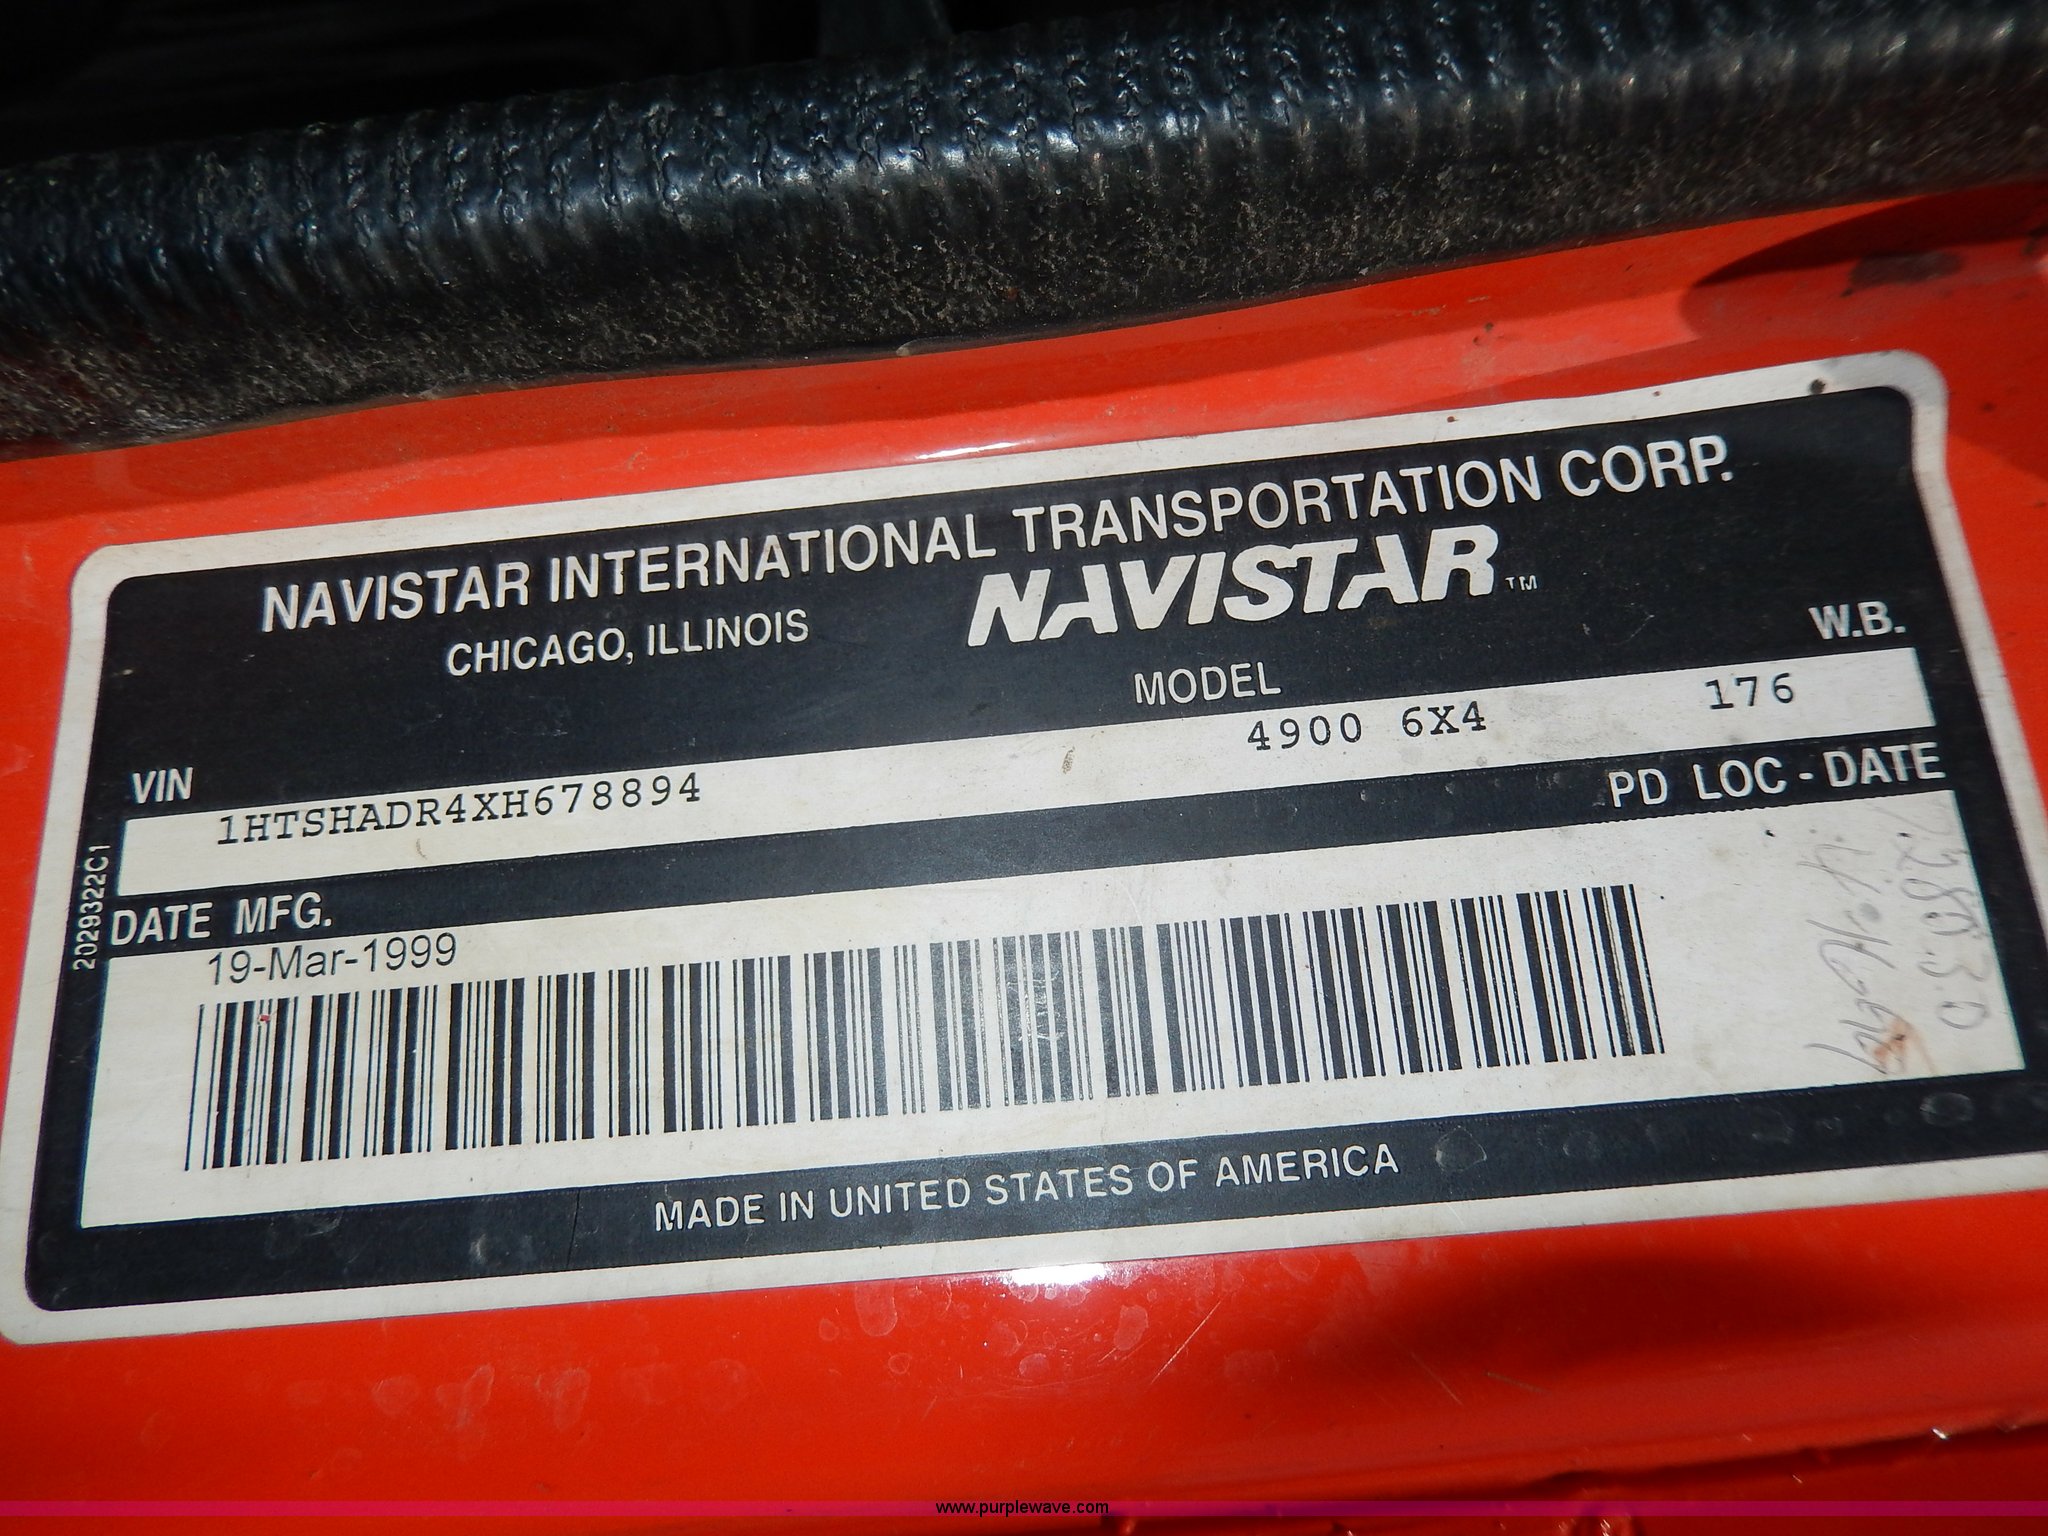 NAVISTAR INTERNATIONAL TRANSPORTATION CORP.
CHICAGO, ILLINOIS
NAVISTAR™
MODEL
W.B.
VIN
1HTSHADR4XH678894
4900 6X4
176
PD LOC - DATE
DATE MFG.
19-Mar-1999
2029322C1
MADE IN UNITED STATES OF AMERICA
www.purplewave.com